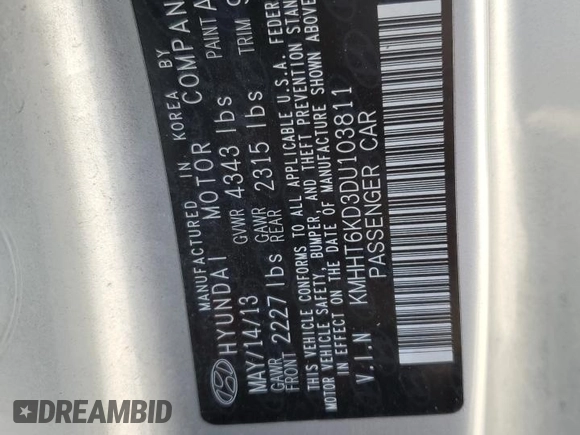 MANUFACTURED IN KOREA BY
HYUNDAI MOTOR COMPAN
MAY/14/13 GVWR 4343 lbs PAINT A
GAWR FRONT 2227 lbs GAWR REAR 2315 lbs TRIM S
THIS VEHICLE CONFORMS TO ALL APPLICABLE U.S.A. FEDER
MOTOR VEHICLE SAFETY, BUMPER, AND THEFT PREVENTION STAN
IN EFFECT ON THE DATE OF MANUFACTURE SHOWN ABOVE
V.I.N KMHHT6KD3DU103811
PASSENGER CAR
DREAMBID